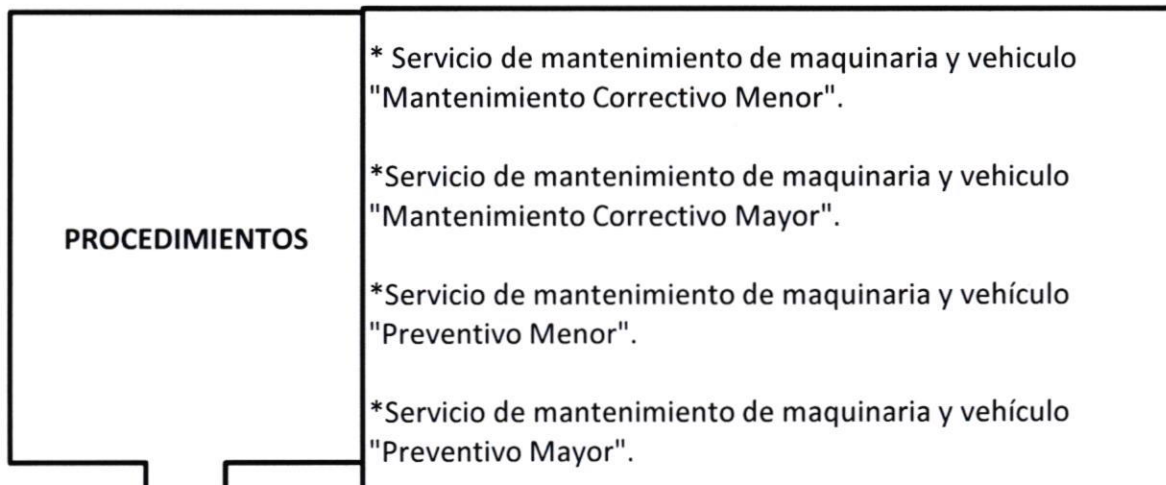 PROCEDIMIENTOS
* Servicio de mantenimiento de maquinaria y vehiculo
"Mantenimiento Correctivo Menor".
*Servicio de mantenimiento de maquinaria y vehiculo
"Mantenimiento Correctivo Mayor".
*Servicio de mantenimiento de maquinaria y vehículo
"Preventivo Menor".
*Servicio de mantenimiento de maquinaria y vehículo
"Preventivo Mayor".